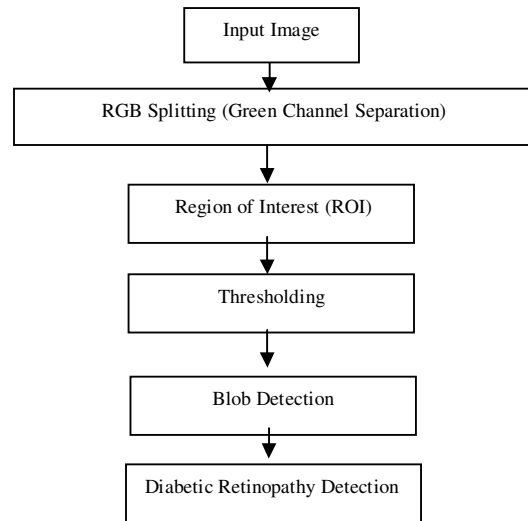 Input Image
RGB Splitting (Green Channel Separation)
Region of Interest (ROI)
Thresholding
Blob Detection
Diabetic Retinopathy Detection